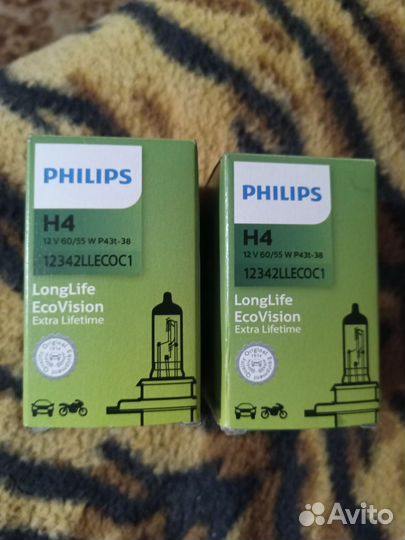 PHILIPS
H4
12 V 60/55 W P43t-38
12342LLECOC1
LongLife
EcoVision
Extra Lifetime
PHILIPS
H4
12 V 60/55 W P43t-38
12342LLECOC1
LongLife
EcoVision
Extra Lifetime
Avito